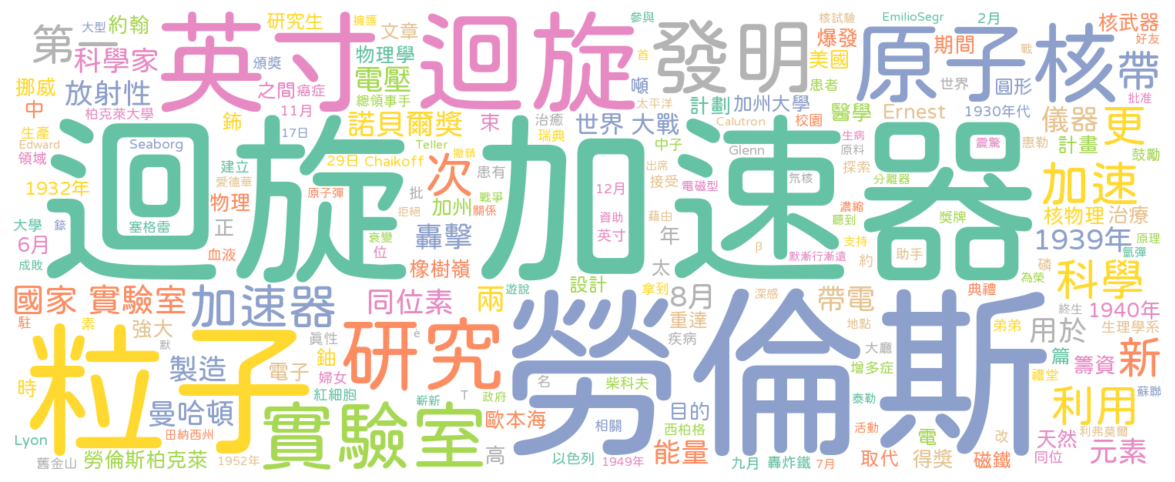 大型 約翰 研究生 擁護 文章
第一 英寸 迴旋 發明 原子核
參與 核試驗 EmilioSegr 2月 核武器 好友
科學家 物理學 爆發 期間 帶
挪威 放射性 頒獎 電壓 美國 世界 圓形 批准
中 之間 癌症 總領事手 噸 首 太平洋 患者 戰
柏克萊大學 11月 鈽 諾貝爾獎 束 治癒 世界 大戰 計劃 加州大學 醫學 Ernest 1930年代 儀器 更
生產 Seaborg 17日 Teller 瑞典 Calutron 校園
Edward 建立 29日 Chaikoff 撤銷 中子 Glenn 生病 原料 探索 震驚 惠勒 計畫 鼓勵
領域 愛德華 患有 出席 接受 氘核 分離器
1932年 原子彈 次 戰爭 12月 電磁型 濃縮 獎牌 核物理 治療 加速
迴旋 加速器
物理 批 加州 關係 資助 藉由
大學 錼 塞格雷 正 拒絕 英寸 年 聽到 β 支持 1939年 原理
6月 衰變 轟擊 默漸行漸遠 氫彈
成敗 血液 位 橡樹嶺 太 約 助手 磷 為榮 科學
國家 實驗室 同位素 兩 遊說 設計 拿到 深感 典禮
加速器 8月 帶電 終生 1940年
駐 素 強大 默 眞性 è 重達 地點 弟弟 用於 生理學系
粒子 研究 勞倫斯
疾病 大廳 篇 籌資 新
時 製造 電子 鈾 婦女 嶄新 名 T 政府 柴科夫 增多症 禮堂 蘇聯
曼哈頓 紅細胞 實驗室 歐本海 相關 目的 泰勒 利用
Lyon 田納西州 西柏格 活動 電 改 利弗莫爾
舊金山 勞倫斯柏克萊 1952年 高 以色列 1949年 能量 九月 轟炸鐵 7月 取代 得獎 磁鐵 天然 同位 元素